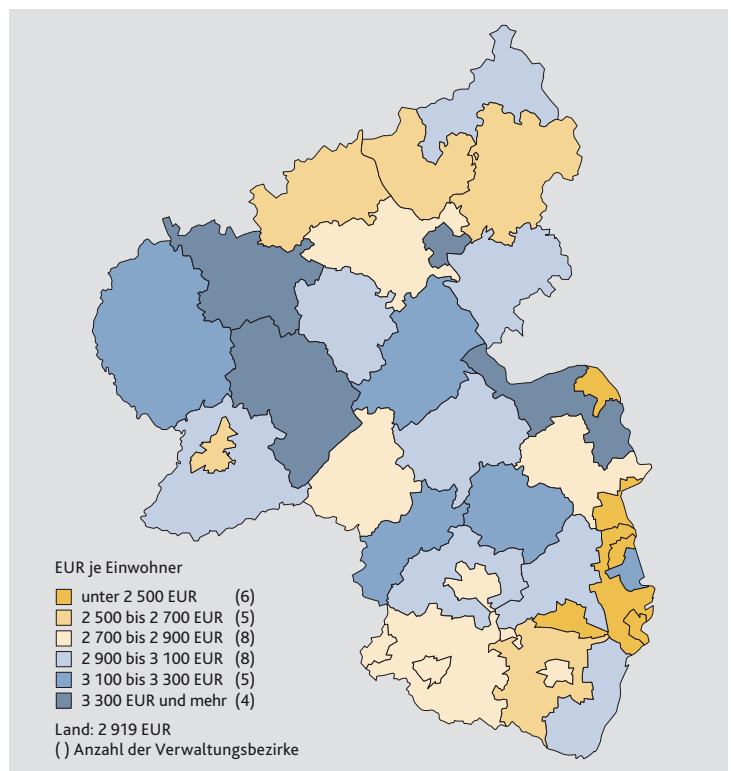 EUR je Einwohner
unter 2 500 EUR (6)
2 500 bis 2 700 EUR (5)
2 700 bis 2 900 EUR (8)
2 900 bis 3 100 EUR (8)
3 100 bis 3 300 EUR (5)
3 300 EUR und mehr (4)
Land: 2 919 EUR
( ) Anzahl der Verwaltungsbezirke